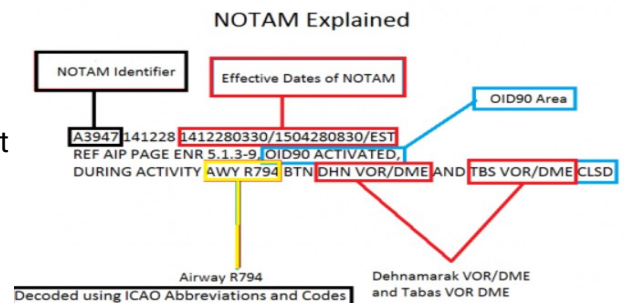 NOTAM Explained
NOTAM Identifier
Effective Dates of NOTAM
OID90 Area
t
A3947 141228 1412280330/1504280830/EST
REF AIP PAGE ENR 5.1.3-9, OID90 ACTIVATED,
DURING ACTIVITY AWY R794 BTN DHN VOR/DME AND TBS VOR/DME CLSD
Airway R794
Decoded using ICAO Abbreviations and Codes
Dehnamarak VOR/DME
and Tabas VOR DME